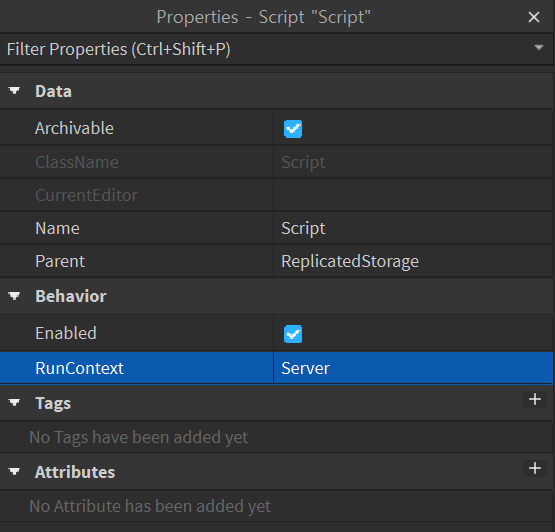 Properties - Script "Script"
Filter Properties (Ctrl+Shift+P)
Data
Archivable
ClassName Script
CurrentEditor
Name Script
Parent ReplicatedStorage
Behavior
Enabled
RunContext Server
Tags
No Tags have been added yet
Attributes
No Attribute has been added yet